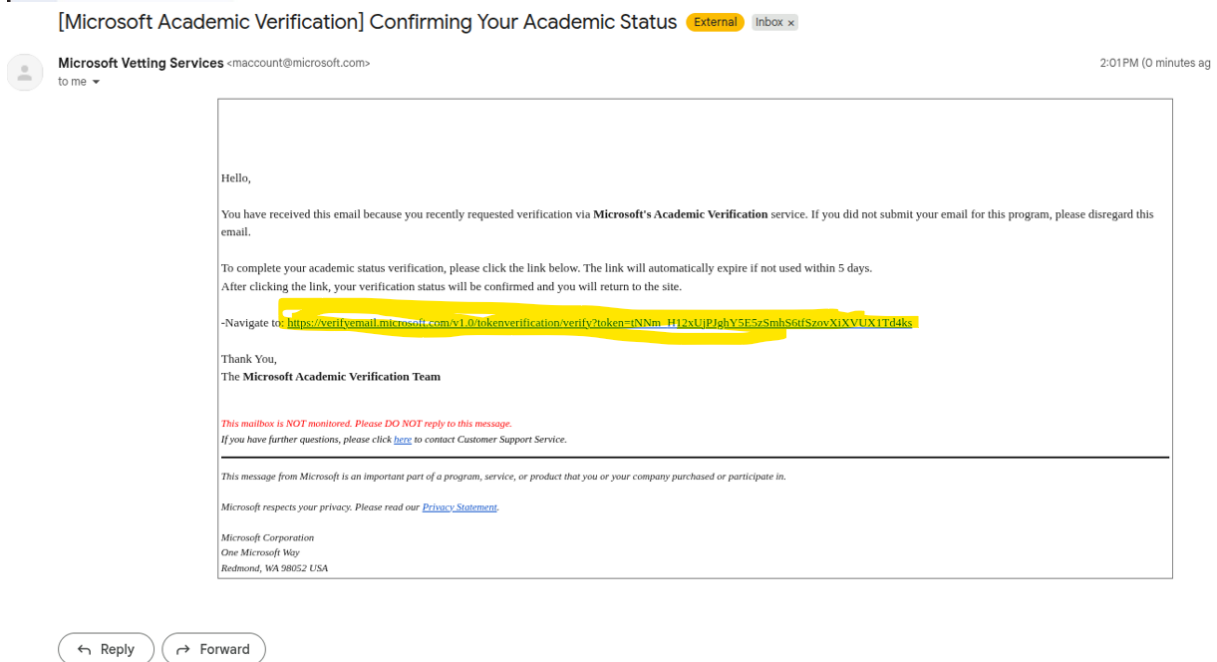 [Microsoft Academic Verification] Confirming Your Academic Status External Inbox ×
Microsoft Vetting Services <maccount@microsoft.com> 2:01 PM (0 minutes ag
to me
Hello,
You have received this email because you recently requested verification via Microsoft's Academic Verification service. If you did not submit your email for this program, please disregard this
email.
To complete your academic status verification, please click the link below. The link will automatically expire if not used within 5 days.
After clicking the link, your verification status will be confirmed and you will return to the site.
-Navigate to: https://verifyemail.microsoft.com/v1.0/tokenverification/verify?token=tNNm_H12xUjPJghY5E5zSmhS6tfSzovXiXVUX1Td4ks
Thank You,
The Microsoft Academic Verification Team
This mailbox is NOT monitored. Please DO NOT reply to this message.
If you have further questions, please click here to contact Customer Support Service.
This message from Microsoft is an important part of a program, service, or product that you or your company purchased or participate in.
Microsoft respects your privacy. Please read our Privacy Statement.
Microsoft Corporation
One Microsoft Way
Redmond, WA 98052 USA
Reply Forward